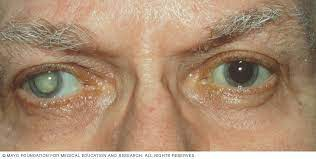 © MAYO FOUNDATION FOR MEDICAL EDUCATION AND RESEARCH. ALL RIGHTS RESERVED.